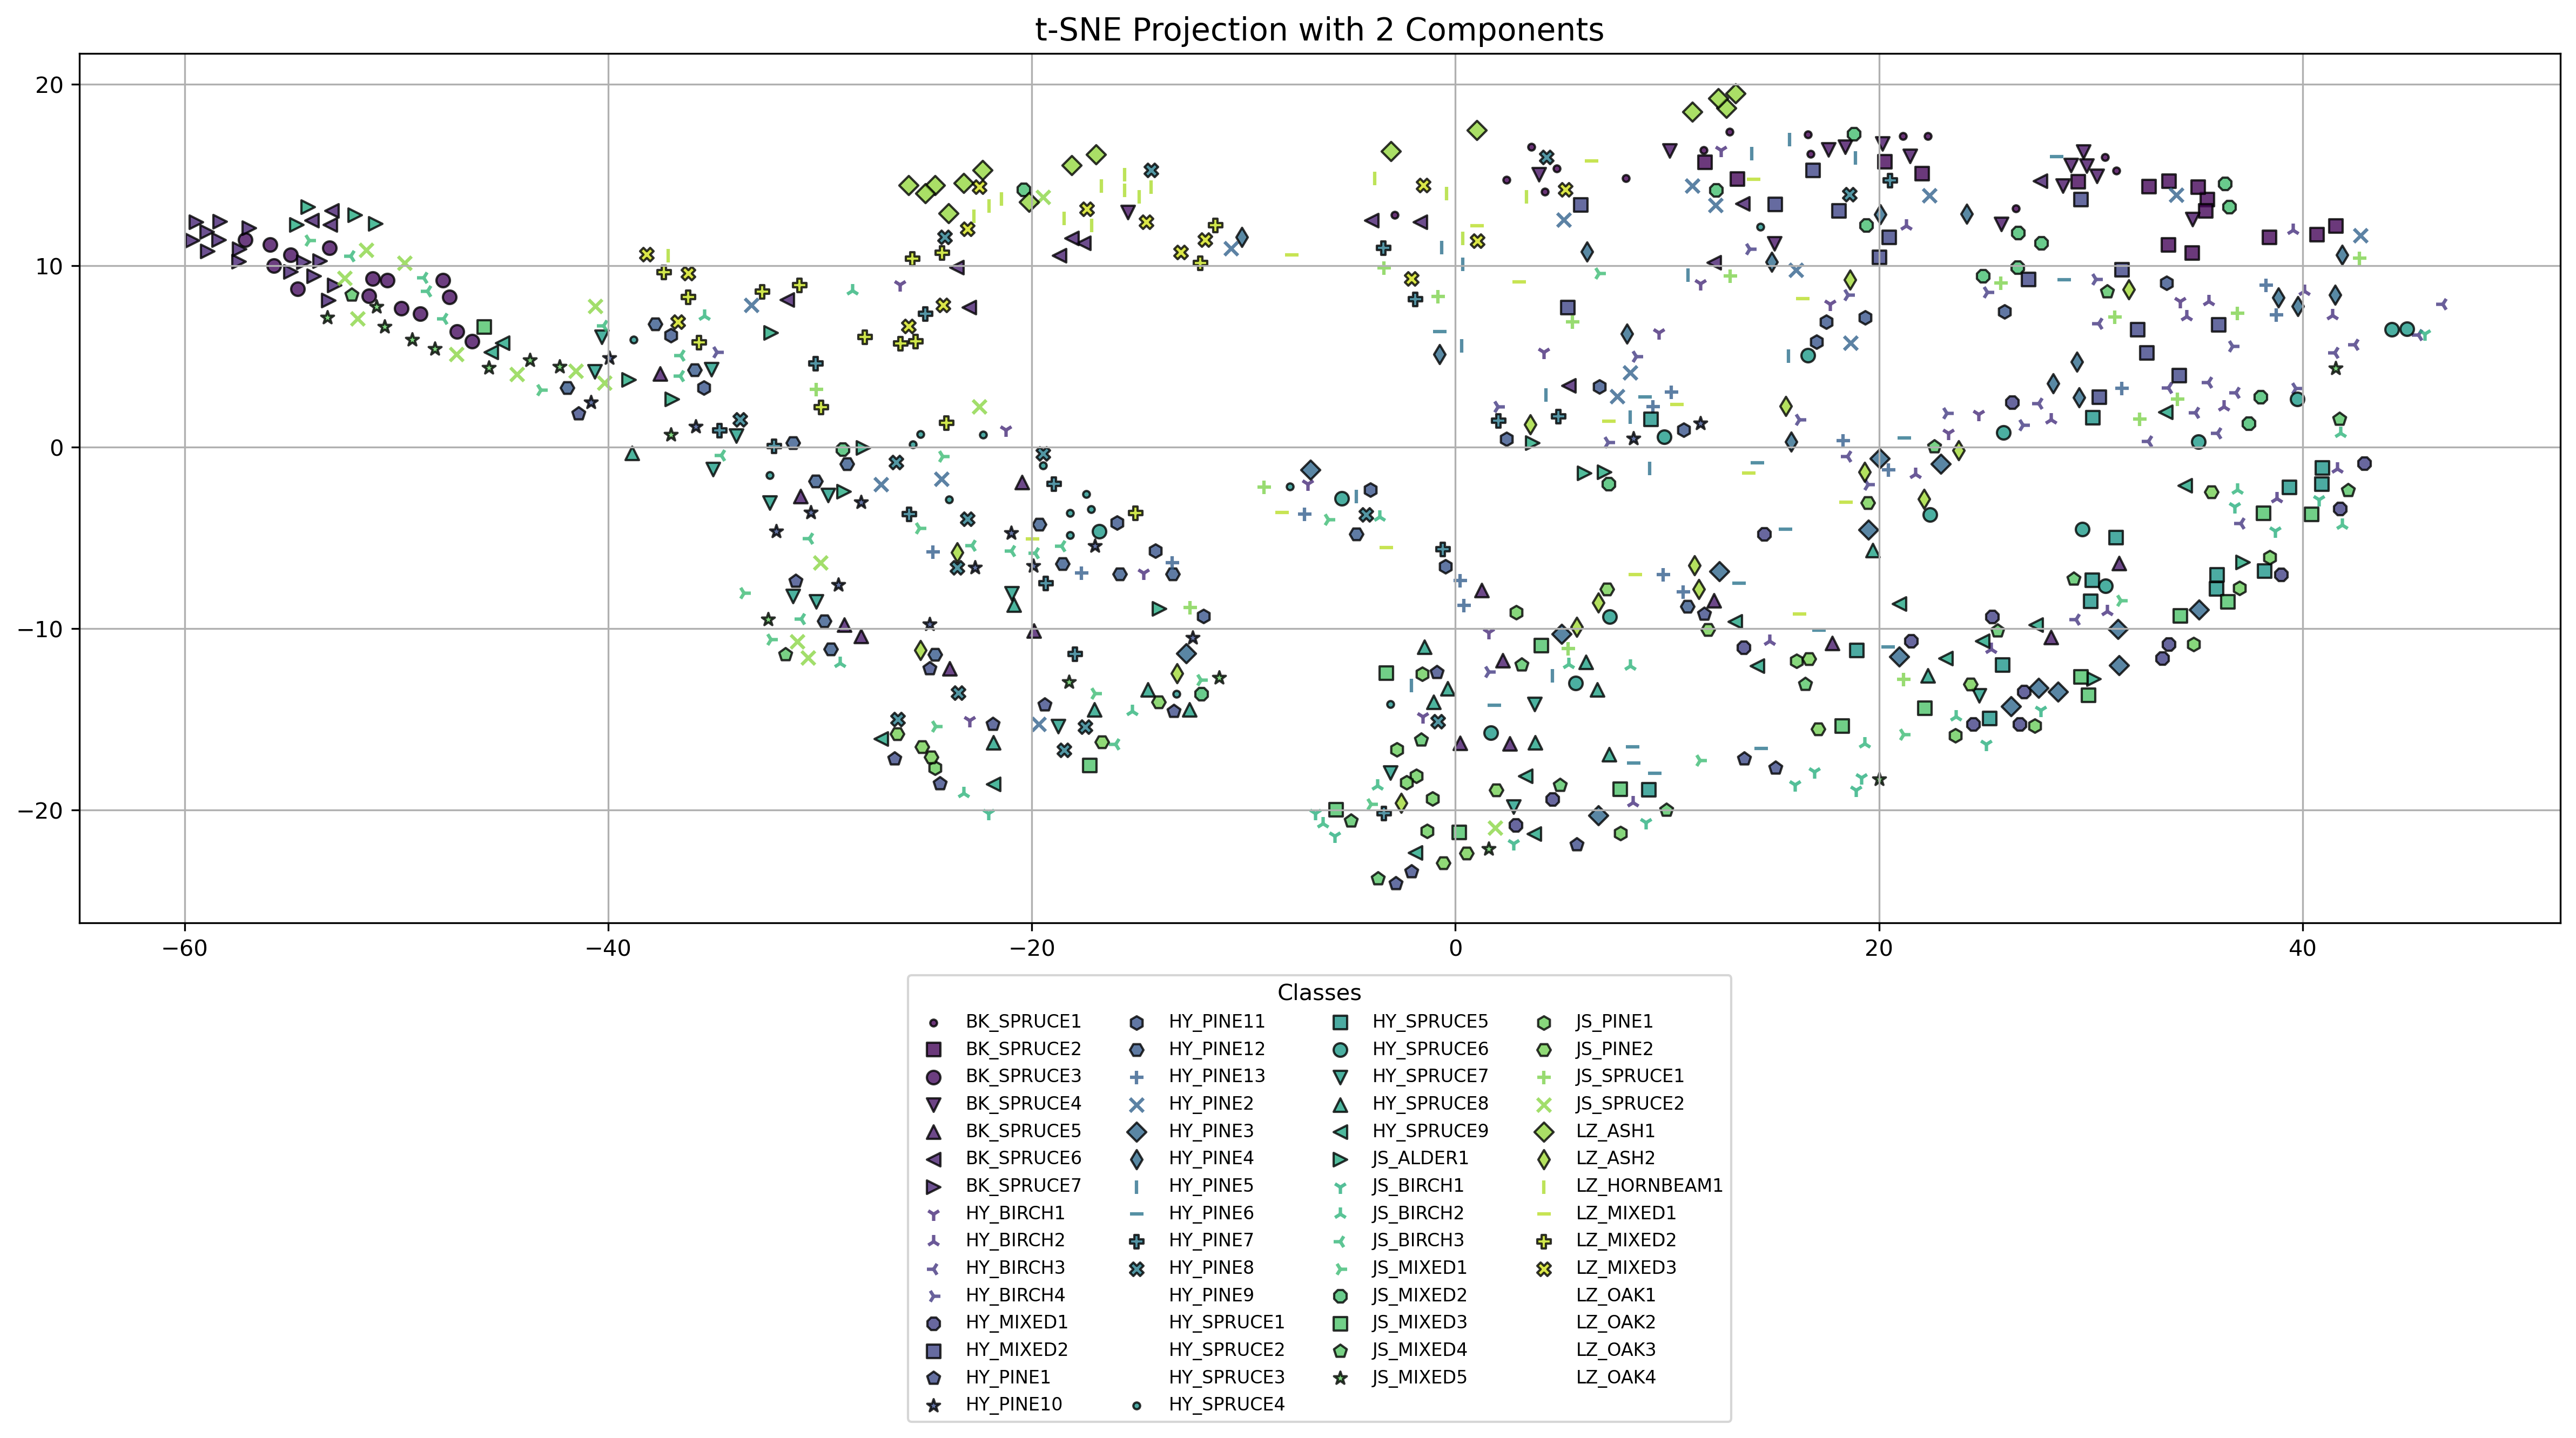 t-SNE Projection with 2 Components
20
10
0
−10
−20
−60
−40
−20
0
20
40
Classes
BK_SPRUCE1
BK_SPRUCE2
BK_SPRUCE3
BK_SPRUCE4
BK_SPRUCE5
BK_SPRUCE6
BK_SPRUCE7
HY_BIRCH1
HY_BIRCH2
HY_BIRCH3
HY_BIRCH4
HY_MIXED1
HY_MIXED2
HY_PINE1
HY_PINE10
HY_PINE11
HY_PINE12
HY_PINE13
HY_PINE2
HY_PINE3
HY_PINE4
HY_PINE5
HY_PINE6
HY_PINE7
HY_PINE8
HY_PINE9
HY_SPRUCE1
HY_SPRUCE2
HY_SPRUCE3
HY_SPRUCE4
HY_SPRUCE5
HY_SPRUCE6
HY_SPRUCE7
HY_SPRUCE8
HY_SPRUCE9
JS_ALDER1
JS_BIRCH1
JS_BIRCH2
JS_BIRCH3
JS_MIXED1
JS_MIXED2
JS_MIXED3
JS_MIXED4
JS_MIXED5
JS_PINE1
JS_PINE2
JS_SPRUCE1
JS_SPRUCE2
LZ_ASH1
LZ_ASH2
LZ_HORNBEAM1
LZ_MIXED1
LZ_MIXED2
LZ_MIXED3
LZ_OAK1
LZ_OAK2
LZ_OAK3
LZ_OAK4